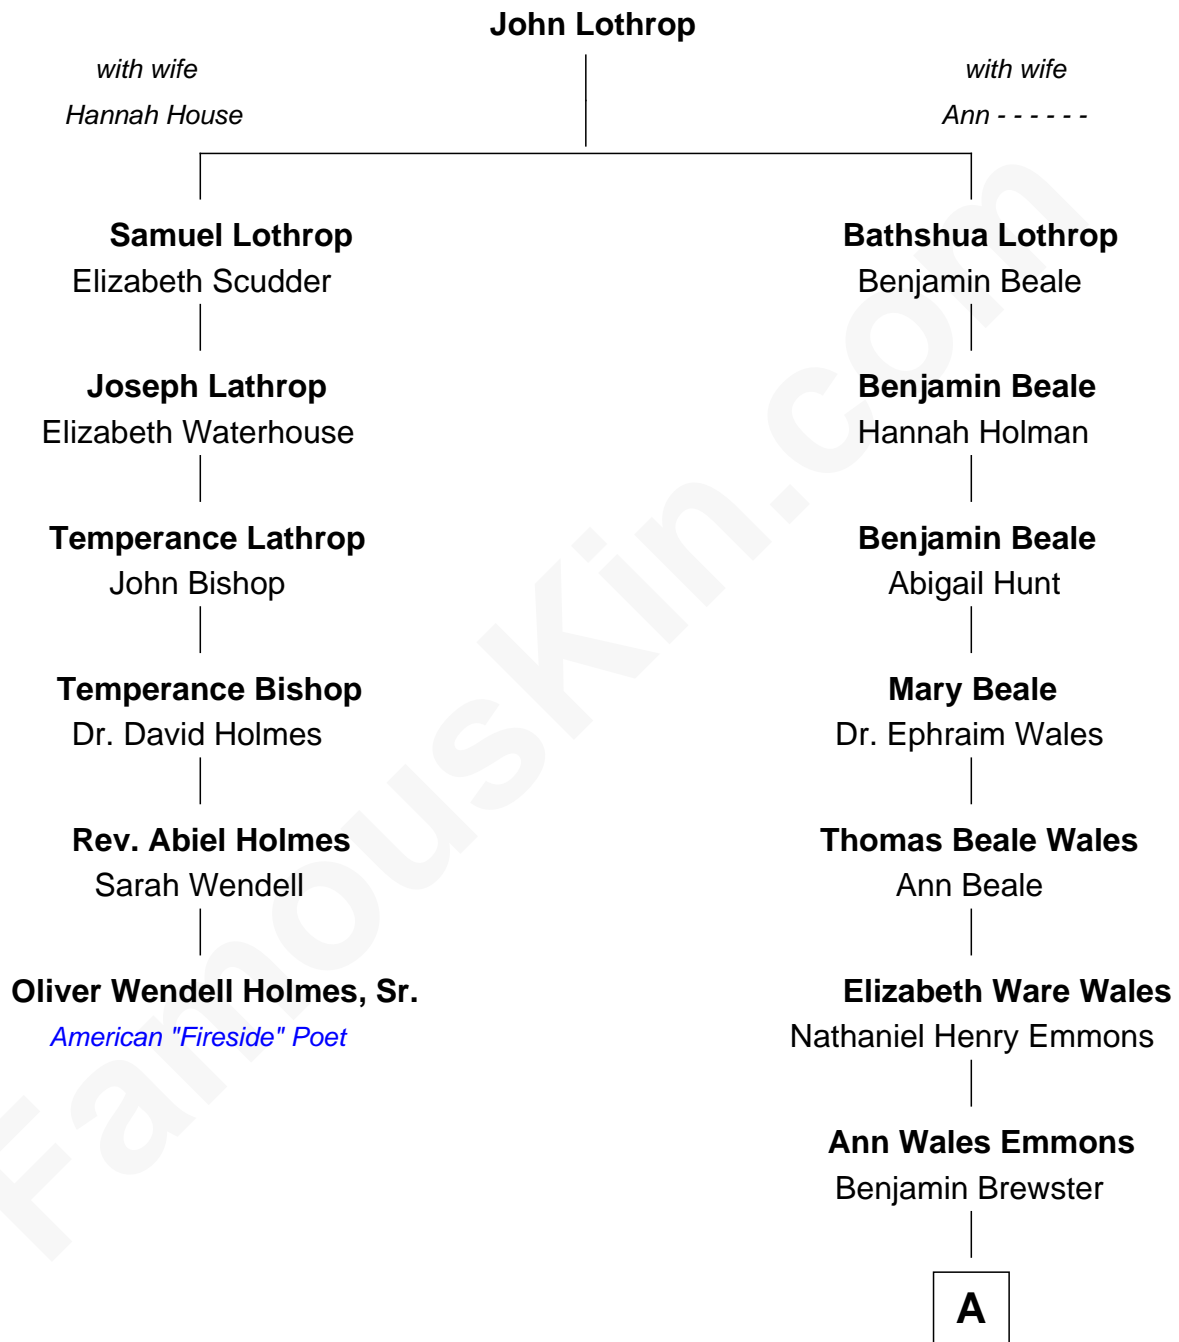 John Lothrop
with wife
Hannah House
with wife
Ann - - - - - -
Samuel Lothrop
Elizabeth Scudder
Bathshua Lothrop
Benjamin Beale
Joseph Lathrop
Elizabeth Waterhouse
Benjamin Beale
Hannah Holman
Temperance Lathrop
John Bishop
Benjamin Beale
Abigail Hunt
Temperance Bishop
Dr. David Holmes
Mary Beale
Dr. Ephraim Wales
Rev. Abiel Holmes
Sarah Wendell
Thomas Beale Wales
Ann Beale
Oliver Wendell Holmes, Sr.
American "Fireside" Poet
Elizabeth Ware Wales
Nathaniel Henry Emmons
Ann Wales Emmons
Benjamin Brewster
A
FamousKin.com